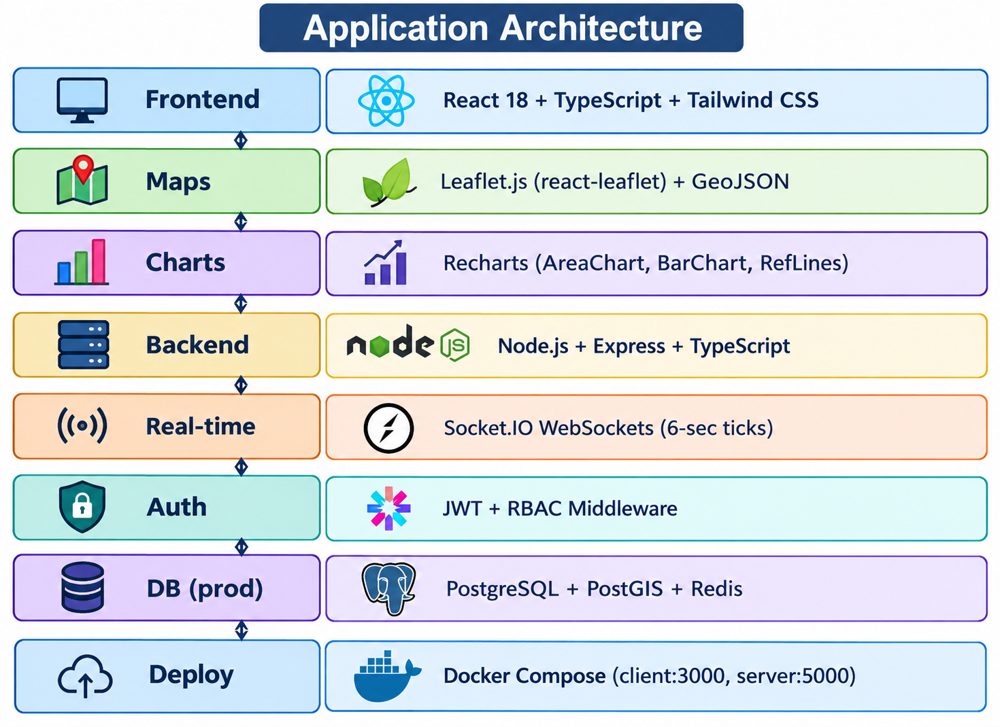 Application Architecture
Frontend
React 18 + TypeScript + Tailwind CSS
Maps
Leaflet.js (react-leaflet) + GeoJSON
Charts
Recharts (AreaChart, BarChart, RefLines)
Backend
node JS
Node.js + Express + TypeScript
Real-time
Socket.IO WebSockets (6-sec ticks)
Auth
JWT + RBAC Middleware
DB (prod)
PostgreSQL + PostGIS + Redis
Deploy
Docker Compose (client:3000, server:5000)